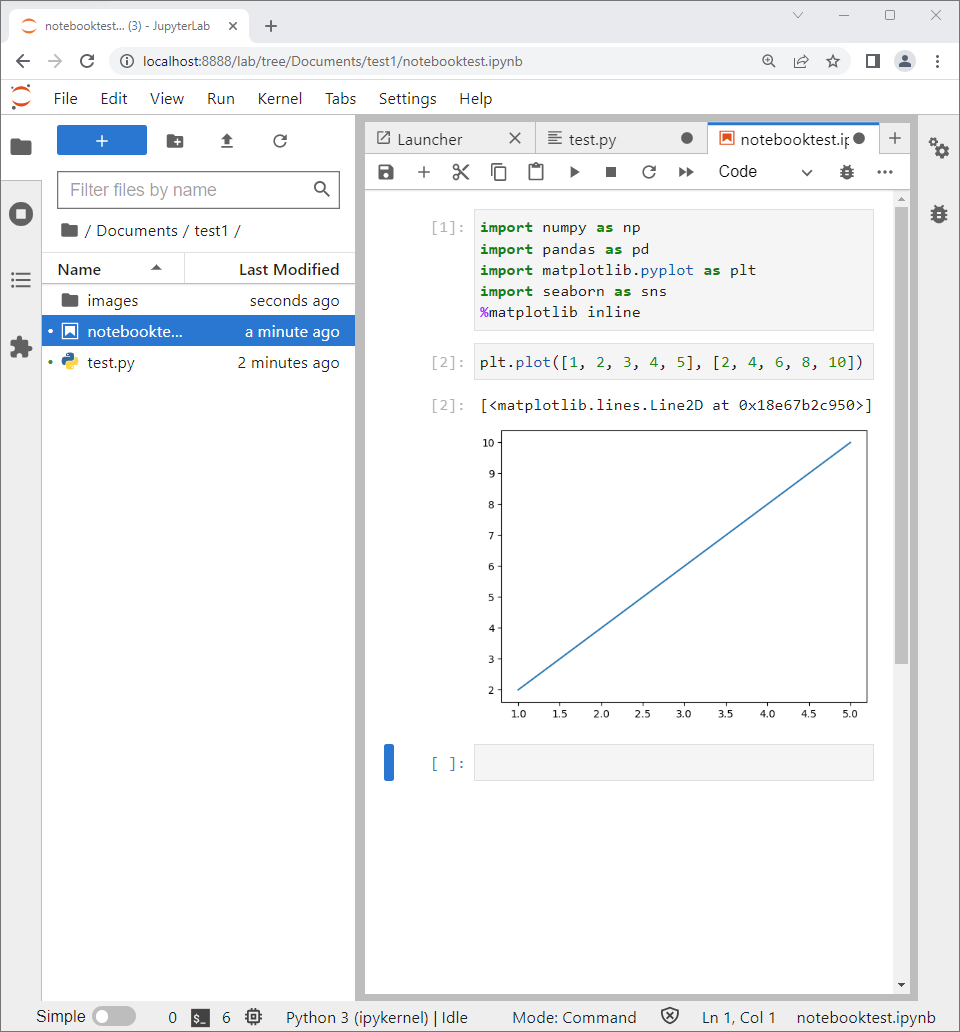 notebooktest... (3) - JupyterLab
localhost:8888/lab/tree/Documents/test1/notebooktest.ipynb
File Edit View Run Kernel Tabs Settings Help
Launcher
test.py
notebooktest.ip
Filter files by name
/ Documents / test1 /
Name Last Modified
images seconds ago
notebookte... a minute ago
test.py 2 minutes ago
Code
[1]: import numpy as np
import pandas as pd
import matplotlib.pyplot as plt
import seaborn as sns
%matplotlib inline
[2]: plt.plot([1, 2, 3, 4, 5], [2, 4, 6, 8, 10])
[2]: [<matplotlib.lines.Line2D at 0x18e67b2c950>]
10
9
8
7
6
5
4
3
2
1.0 1.5 2.0 2.5 3.0 3.5 4.0 4.5 5.0
[ ]:
Simple 0 $_ 6 Python 3 (ipykernel) | Idle Mode: Command Ln 1, Col 1 notebooktest.ipynb